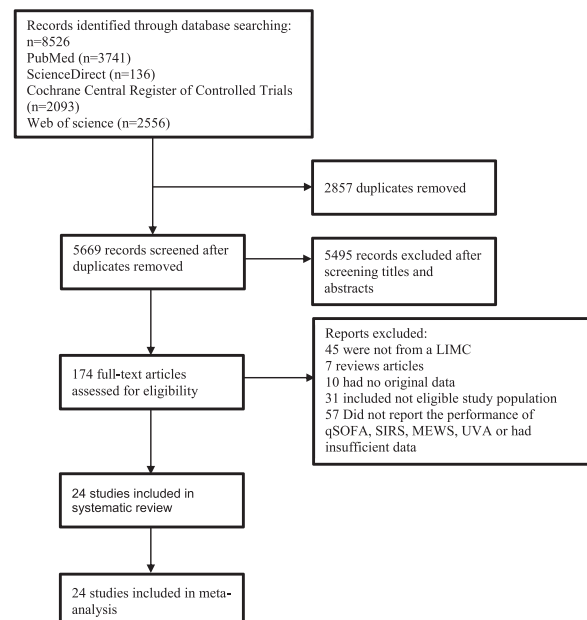 Records identified through database searching:
n=8526
PubMed (n=3741)
ScienceDirect (n=136)
Cochrane Central Register of Controlled Trials
(n=2093)
Web of science (n=2556)
2857 duplicates removed
5669 records screened after
duplicates removed
5495 records excluded after
screening titles and
abstracts
174 full-text articles
assessed for eligibility
Reports excluded:
45 were not from a LIMC
7 reviews articles
10 had no original data
31 included not eligible study population
57 Did not report the performance of
qSOFA, SIRS, MEWS, UVA or had
insufficient data
24 studies included in
systematic review
24 studies included in meta-
analysis